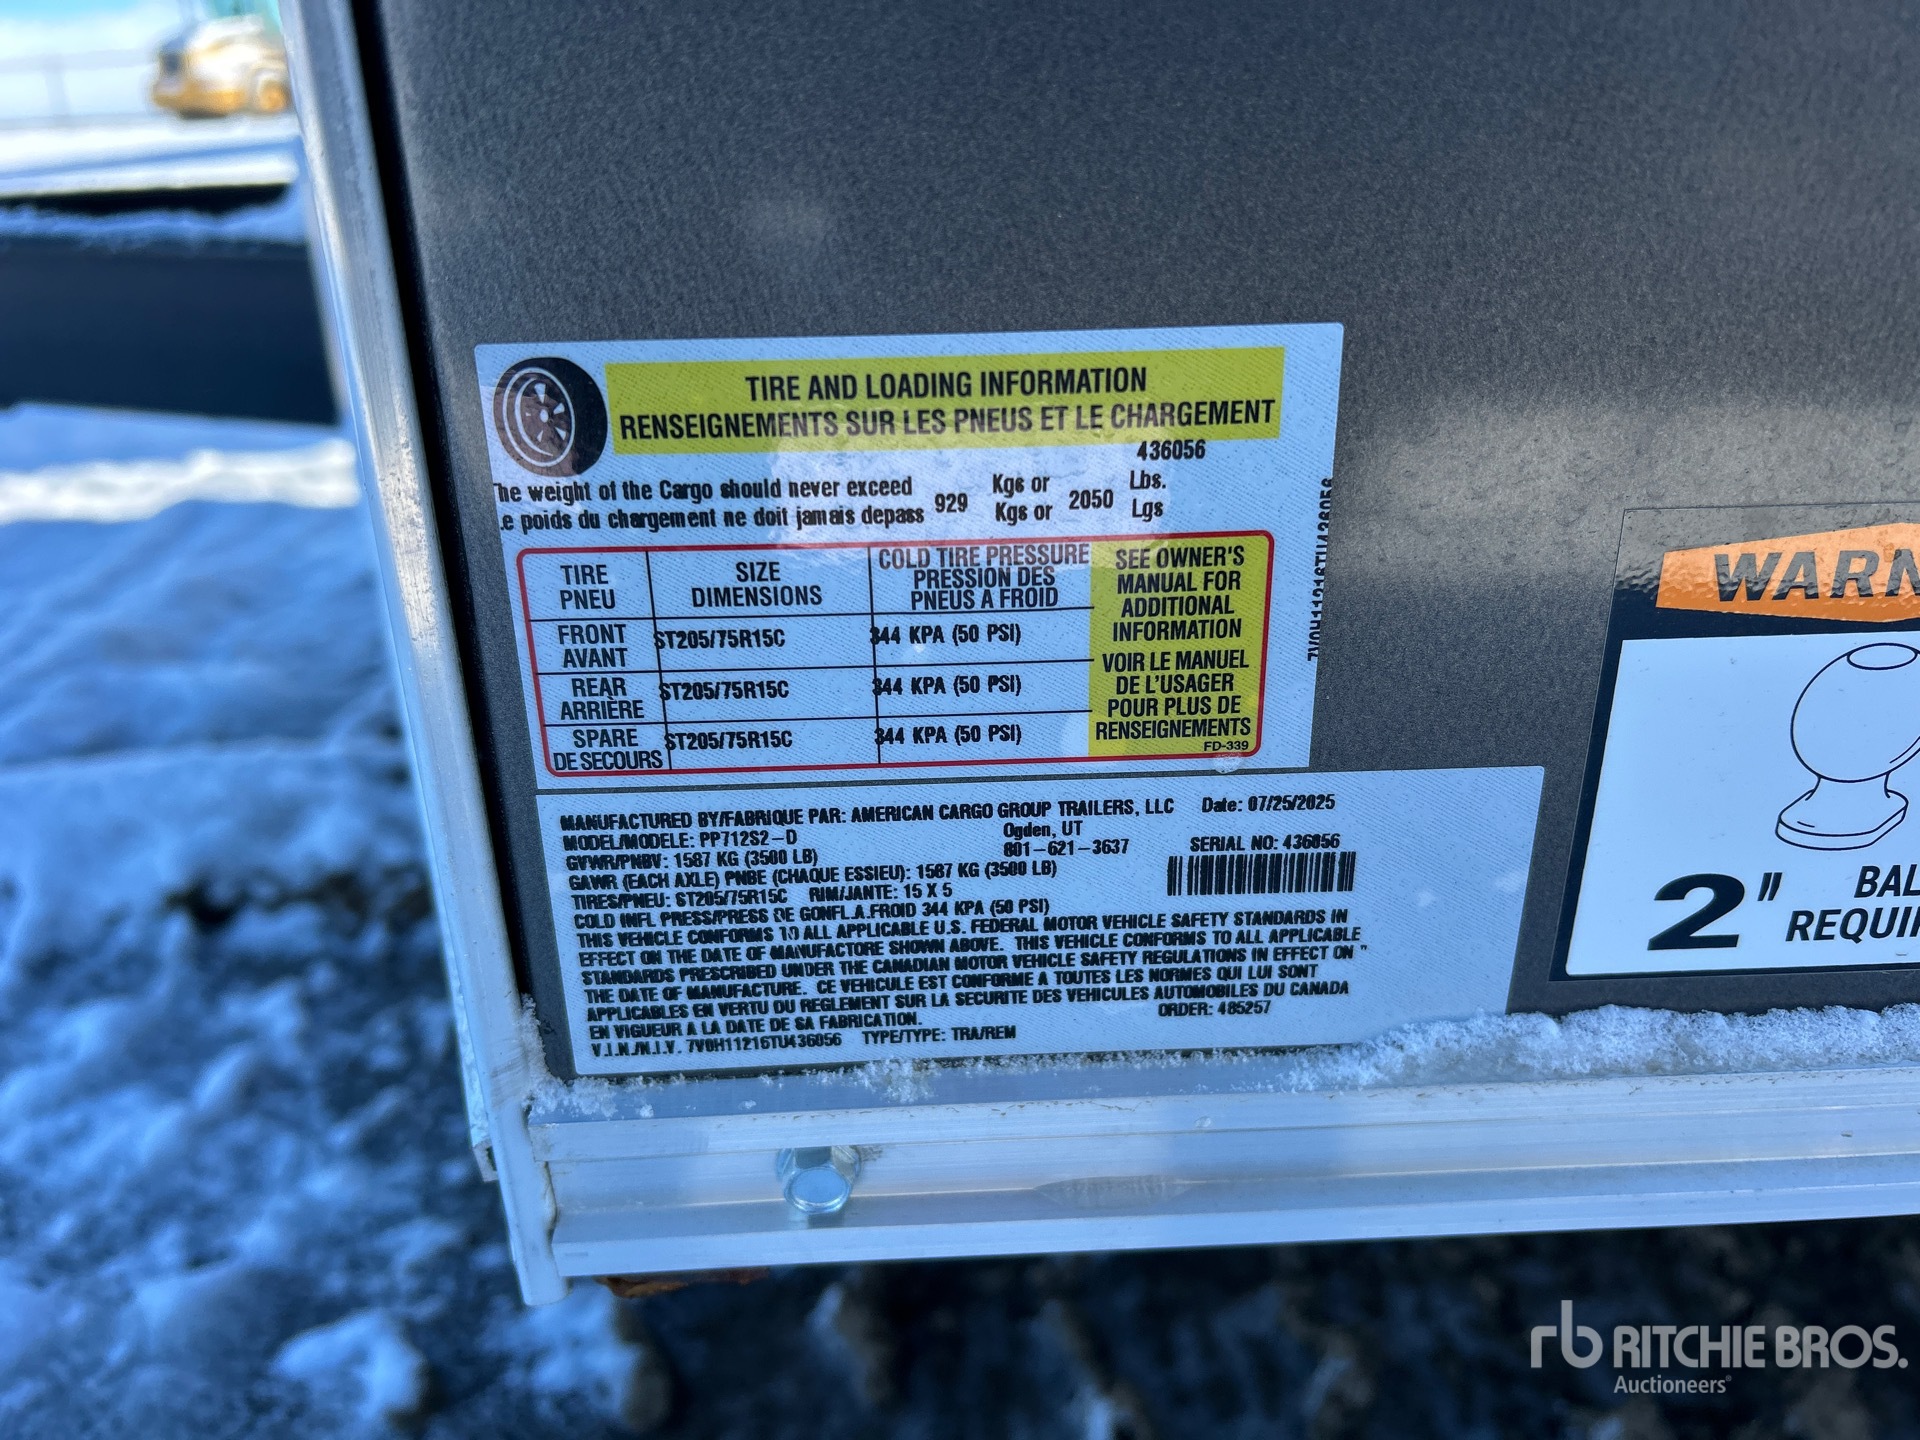 TIRE AND LOADING INFORMATION
RENSEIGNEMENTS SUR LES PNEUS ET LE CHARGEMENT
436056
he weight of the Cargo should never exceed 929 Kgs or 2050 Lbs.
e poids du chargement ne doit jamais depass Kgs or Lgs
TIRE PNEU SIZE DIMENSIONS COLD TIRE PRESSURE PRESSION DES PNEUS A FROID
FRONT AVANT ST205/75R15C 344 KPA (50 PSI)
REAR ARRIÈRE ST205/75R15C 344 KPA (50 PSI)
SPARE DE SECOURS ST205/75R15C 344 KPA (50 PSI)
SEE OWNER'S
MANUAL FOR
ADDITIONAL
INFORMATION
VOIR LE MANUEL
DE L'USAGER
POUR PLUS DE
RENSEIGNEMENTS
FD-339
7V0H11216TU436056
MANUFACTURED BY/FABRIQUE PAR: AMERICAN CARGO GROUP TRAILERS, LLC Date: 07/25/2025
MODEL/MODELE: PP712S2-D Ogden, UT
GVWR/PNBV: 1587 KG (3500 LB) 801-621-3637 SERIAL NO: 436056
GAWR (EACH AXLE) PNBE (CHAQUE ESSIEU): 1587 KG (3500 LB)
TIRES/PNEU: ST205/75R15C RIM/JANTE: 15 X 5
COLD INFL PRESS/PRESS DE GONFL.A.FROID 344 KPA (50 PSI)
THIS VEHICLE CONFORMS TO ALL APPLICABLE U.S. FEDERAL MOTOR VEHICLE SAFETY STANDARDS IN
EFFECT ON THE DATE OF MANUFACTORE SHOWN ABOVE. THIS VEHICLE CONFORMS TO ALL APPLICABLE
STANDARDS PRESCRIBED UNDER THE CANADIAN MOTOR VEHICLE SAFETY REGULATIONS IN EFFECT ON "
THE DATE OF MANUFACTURE. CE VEHICULE EST CONFORME A TOUTES LES NORMES QUI LUI SONT
APPLICABLES EN VERTU DU REGLEMENT SUR LA SECURITE DES VEHICULES AUTOMOBILES DU CANADA
EN VIGUEUR A LA DATE DE SA FABRICATION. ORDER: 485257
V.I.N./N.I.V. 7V0H11216TU436056 TYPE/TYPE: TRA/REM
WARN
2" BAL
REQUIR
rb RITCHIE BROS.
Auctioneers